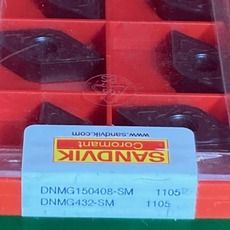 www.sandvik.com
SANDVIK
Coromant
DNMG150408-SM 1105
DNMG432-SM 1105